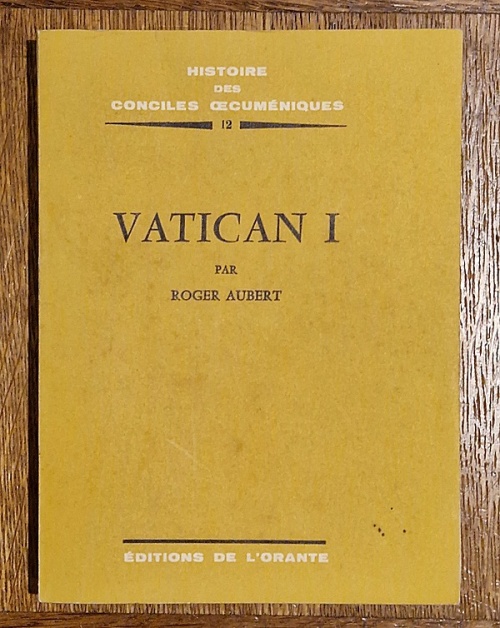 HISTOIRE
DES
CONCILES ŒCUMÉNIQUES
12
VATICAN I
PAR
ROGER AUBERT
ÉDITIONS DE L'ORANTE